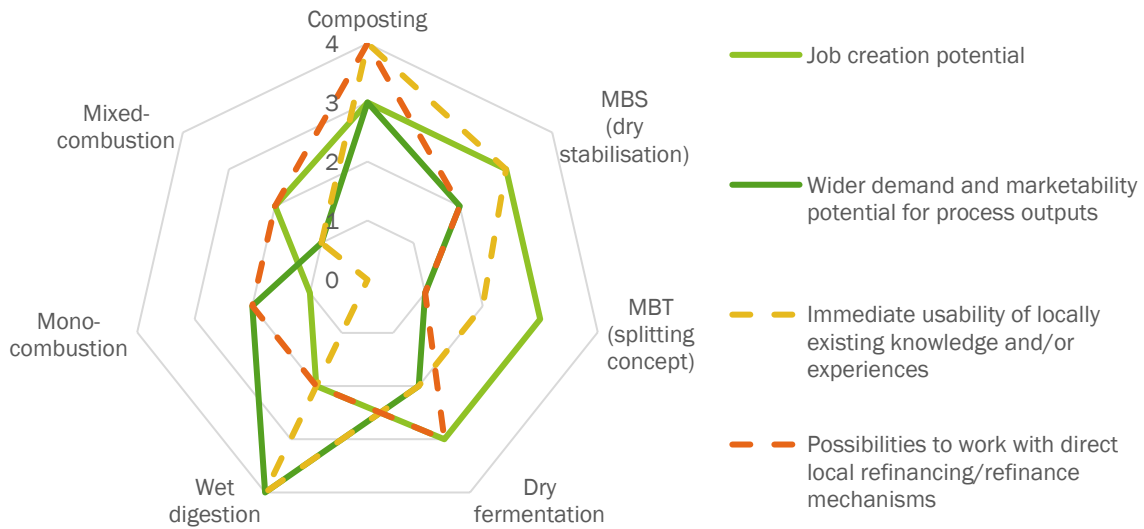 Composting
4
3
2
1
0
MBS
(dry
stabilisation)
MBT
(splitting
concept)
Dry
fermentation
Wet
digestion
Mono-
combustion
Mixed-
combustion
Job creation potential
Wider demand and marketability
potential for process outputs
Immediate usability of locally
existing knowledge and/or
experiences
Possibilities to work with direct
local refinancing/refinance
mechanisms